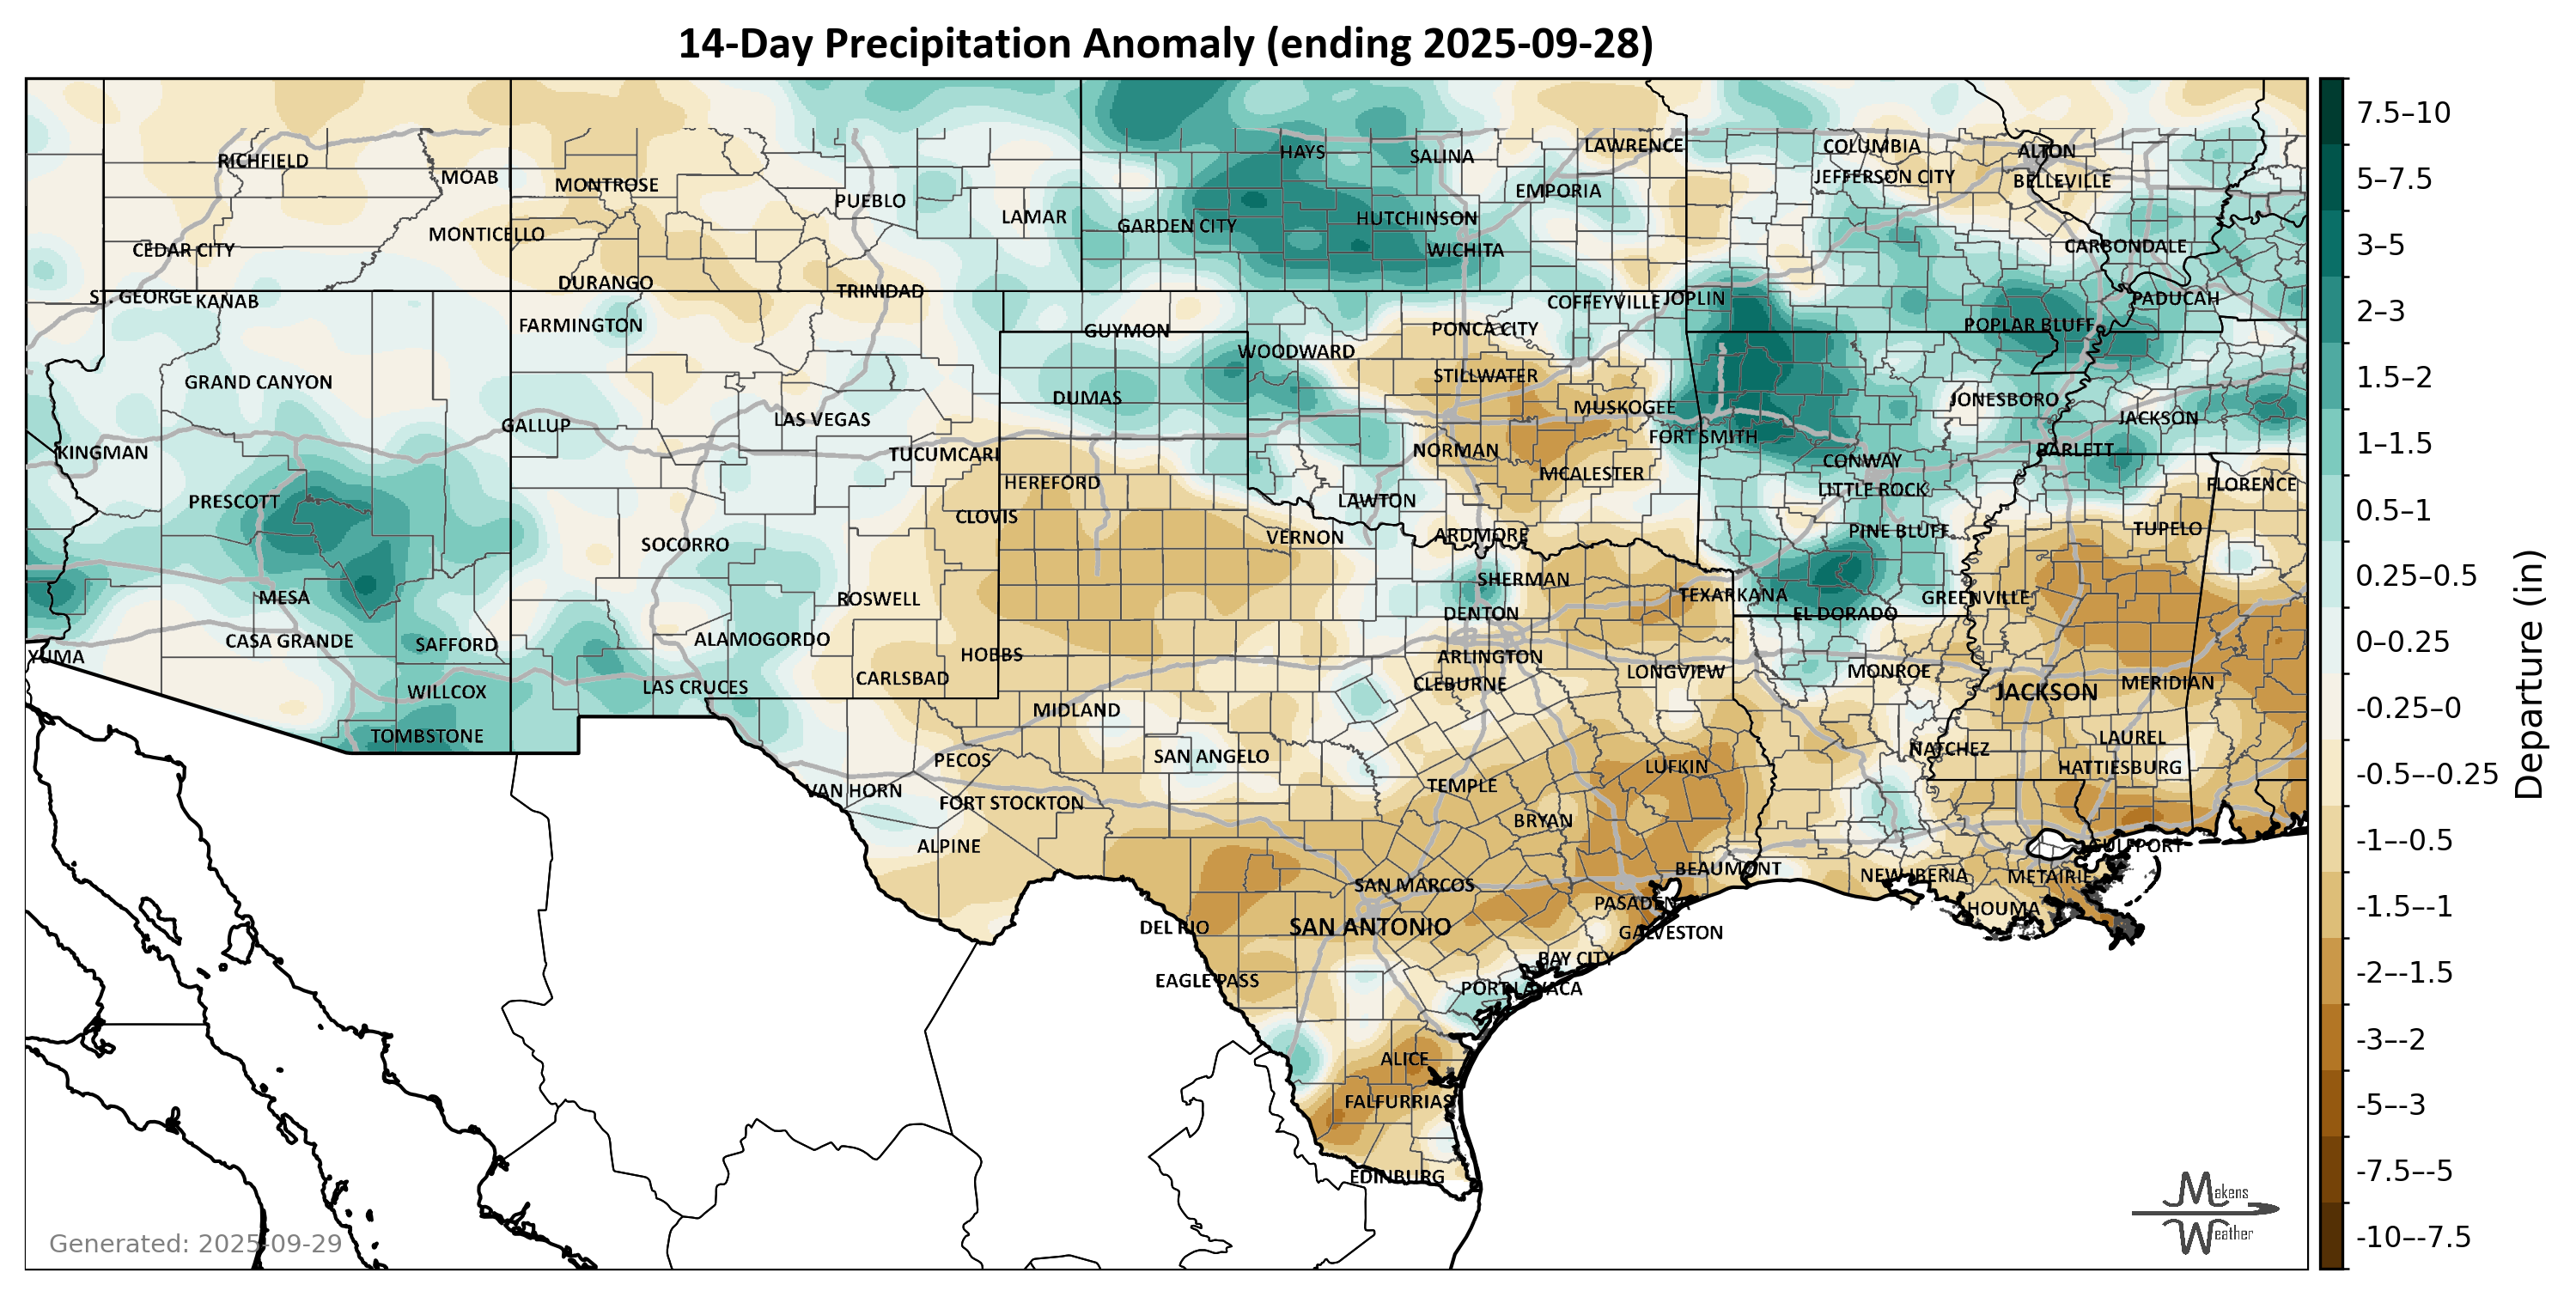 14-Day Precipitation Anomaly (ending 2025-09-28)
HAYS
SALINA
LAWRENCE
COLUMBIA
ALTON
RICHFIELD
MOAB
MONTROSE
EMPORIA
JEFFERSON CITY
BELLEVILLE
PUEBLO
LAMAR
GARDEN CITY
HUTCHINSON
MONTICELLO
CEDAR CITY
WICHITA
CARBONDALE
DURANGO
TRINIDAD
ST. GEORGE
KANAB
COFFEYVILLE
JOPLIN
PADUCAH
FARMINGTON
GUYMON
PONCA CITY
POPLAR BLUFF
WOODWARD
GRAND CANYON
STILLWATER
DUMAS
MUSKOGEE
JONESBORO
GALLUP
LAS VEGAS
JACKSON
KINGMAN
TUCUMCARI
NORMAN
FORT SMITH
BARLETT
CONWAY
HEREFORD
MCALESTER
PRESCOTT
LAWTON
LITTLE ROCK
FLORENCE
CLOVIS
VERNON
ARDMORE
PINE BLUFF
TUPELO
SOCORRO
SHERMAN
MESA
ROSWELL
TEXARKANA
GREENVILLE
DENTON
EL DORADO
CASA GRANDE
SAFFORD
ALAMOGORDO
YUMA
HOBBS
ARLINGTON
LONGVIEW
MONROE
WILLCOX
LAS CRUCES
CARLSBAD
CLEBURNE
JACKSON
MERIDIAN
MIDLAND
TOMBSTONE
SAN ANGELO
NATCHEZ
LAUREL
PECOS
LUFKIN
HATTIESBURG
VAN HORN
FORT STOCKTON
TEMPLE
BRYAN
ALPINE
GULFPORT
BEAUMONT
SAN MARCOS
NEW IBERIA
METAIRIE
PASADENA
HOUMA
DEL RIO
SAN ANTONIO
GALVESTON
BAY CITY
EAGLE PASS
PORT LAVACA
ALICE
FALFURRIAS
EDINBURG
Generated: 2025-09-29
Makens
Weather
7.5–10
5–7.5
3–5
2–3
1.5–2
1–1.5
0.5–1
0.25–0.5
0–0.25
-0.25–0
-0.5–-0.25
-1–-0.5
-1.5–-1
-2–-1.5
-3–-2
-5–-3
-7.5–-5
-10–-7.5
Departure (in)